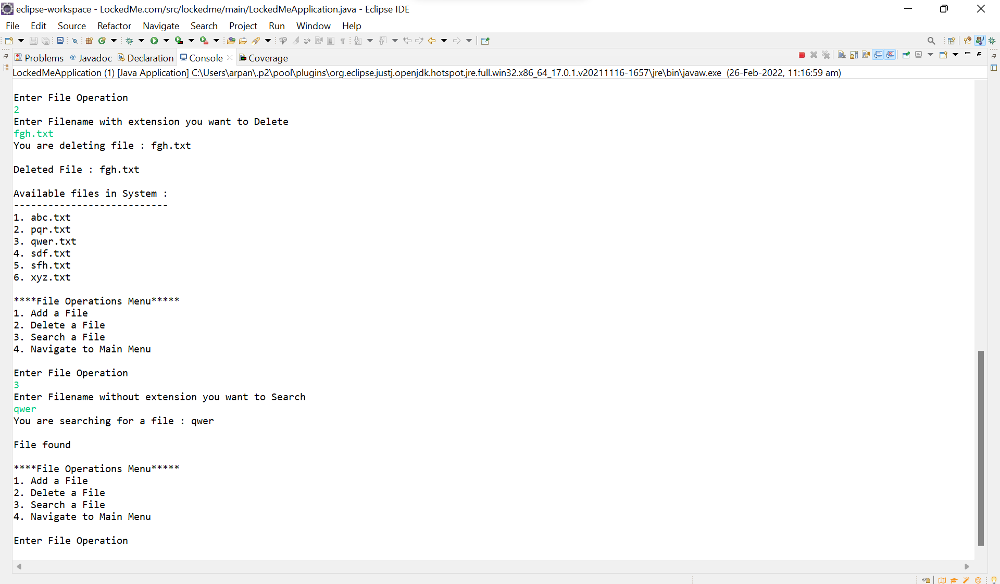 eclipse-workspace - LockedMe.com/src/lockedme/main/LockedMeApplication.java - Eclipse IDE
File Edit Source Refactor Navigate Search Project Run Window Help
Problems @ Javadoc Declaration Console Coverage
LockedMeApplication (1) [Java Application] C:\Users\arpan\.p2\pool\plugins\org.eclipse.justj.openjdk.hotspot.jre.full.win32.x86_64_17.0.1.v20211116-1657\jre\bin\javaw.exe (26-Feb-2022, 11:16:59 am)
Enter File Operation
2
Enter Filename with extension you want to Delete
fgh.txt
You are deleting file : fgh.txt
Deleted File : fgh.txt
Available files in System :
---------------------------
1. abc.txt
2. pqr.txt
3. qwer.txt
4. sdf.txt
5. sfh.txt
6. xyz.txt
****File Operations Menu*****
1. Add a File
2. Delete a File
3. Search a File
4. Navigate to Main Menu
Enter File Operation
3
Enter Filename without extension you want to Search
qwer
You are searching for a file : qwer
File found
****File Operations Menu*****
1. Add a File
2. Delete a File
3. Search a File
4. Navigate to Main Menu
Enter File Operation